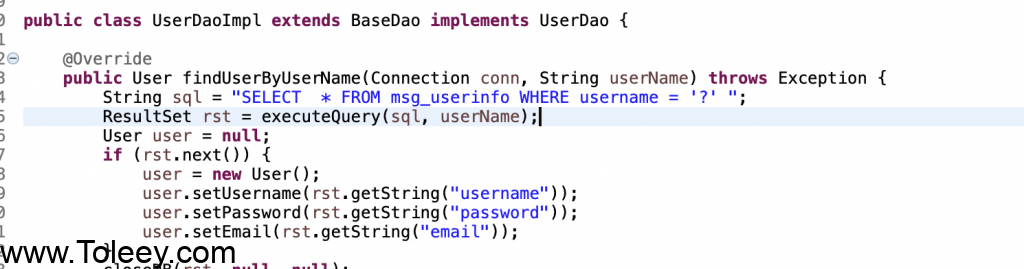 public class UserDaoImpl extends BaseDao implements UserDao {
@Override
public User findUserByUserName(Connection conn, String userName) throws Exception {
String sql = "SELECT  * FROM msg_userinfo WHERE username = '?' ";
ResultSet rst = executeQuery(sql, userName);
User user = null;
if (rst.next()) {
user = new User();
user.setUsername(rst.getString("username"));
user.setPassword(rst.getString("password"));
user.setEmail(rst.getString("email"));
www.Toleey.com